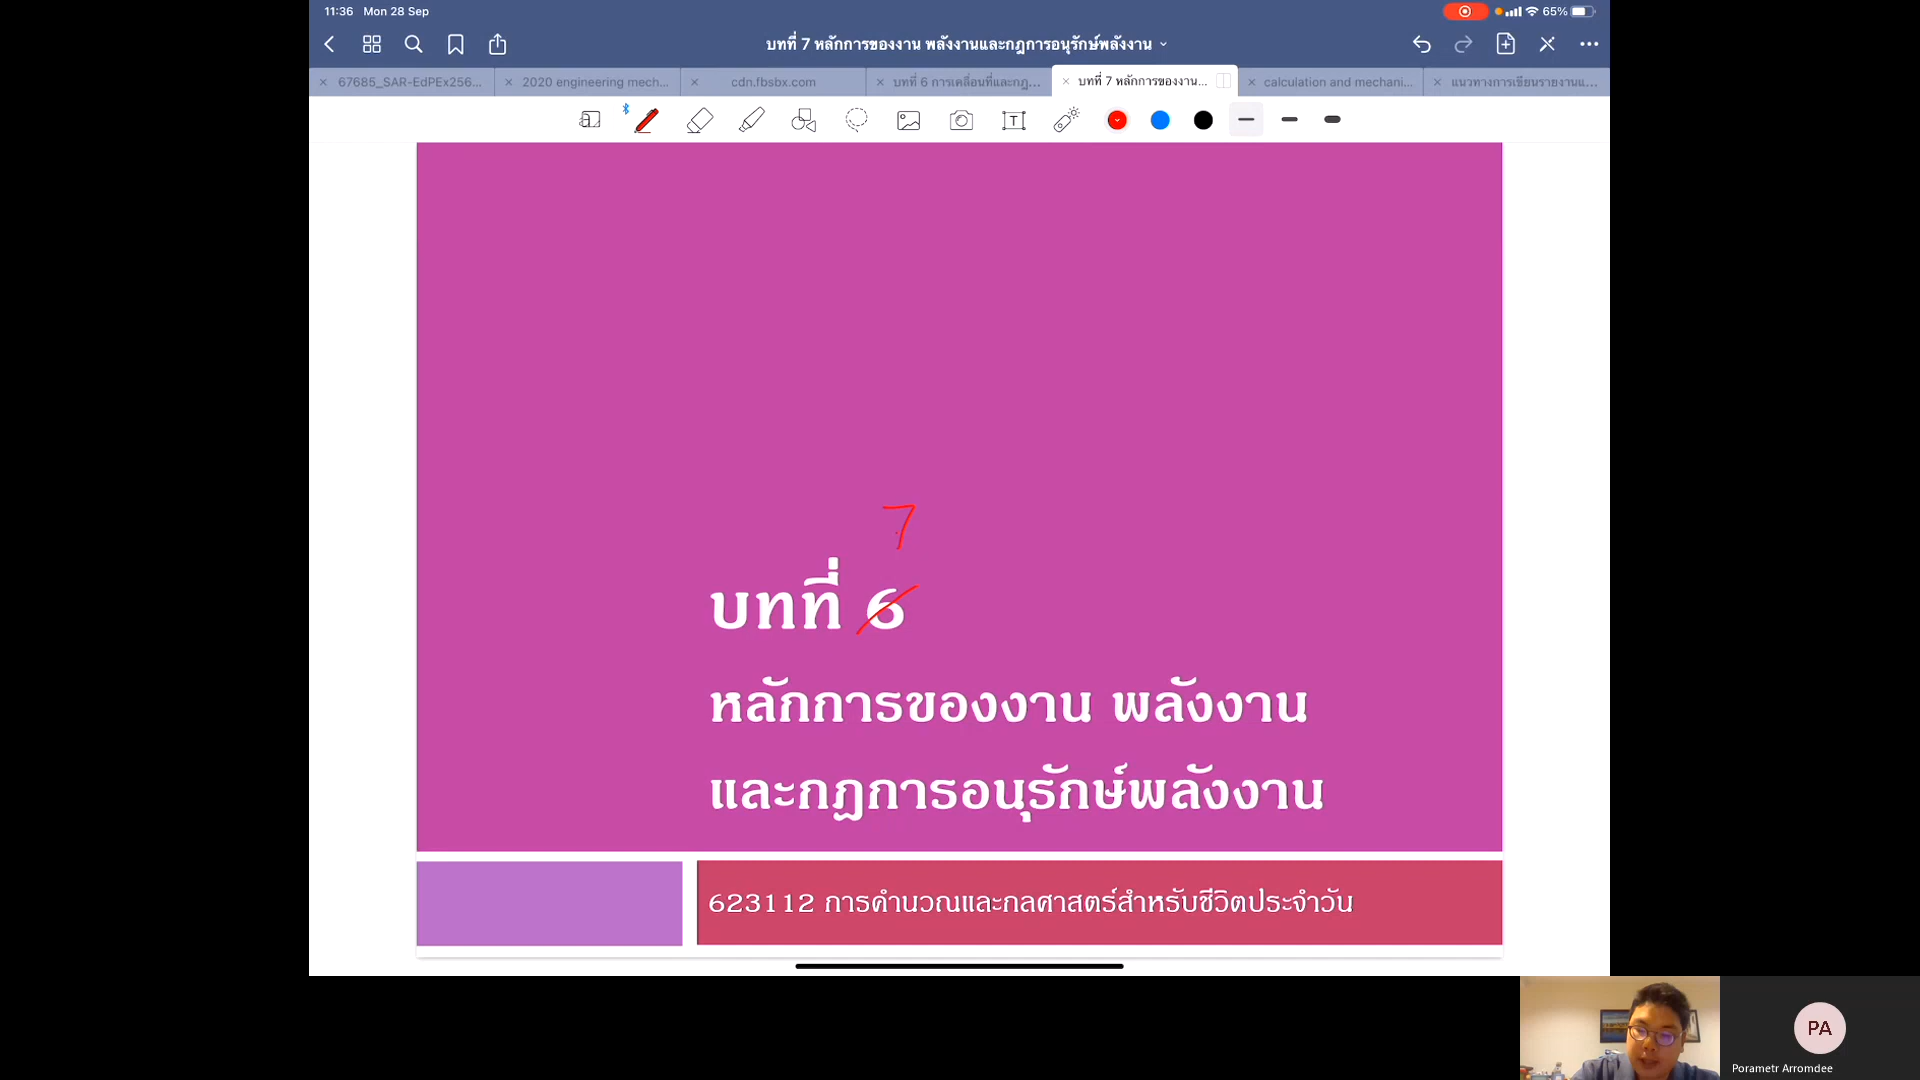 11:36 Mon 28 Sep
65%
บทที่ 7 หลักการของงาน พลังงานและกฎการอนุรักษ์พลังงาน
67685_SAR-EdPEx256...
2020 engineering mech...
cdn.fbsbx.com
บทที่ 6 การเคลื่อนที่และกฎ...
บทที่ 7 หลักการของงาน...
calculation and mechani...
แนวทางการเขียนรายงานแ...
7
บทที่ 6
หลักการของงาน พลังงาน
และกฏการอนุรักษ์พลังงาน
623112 การคำนวณและกลศาสตร์สำหรับชีวิตประจำวัน
PA
Porametr Arromdee